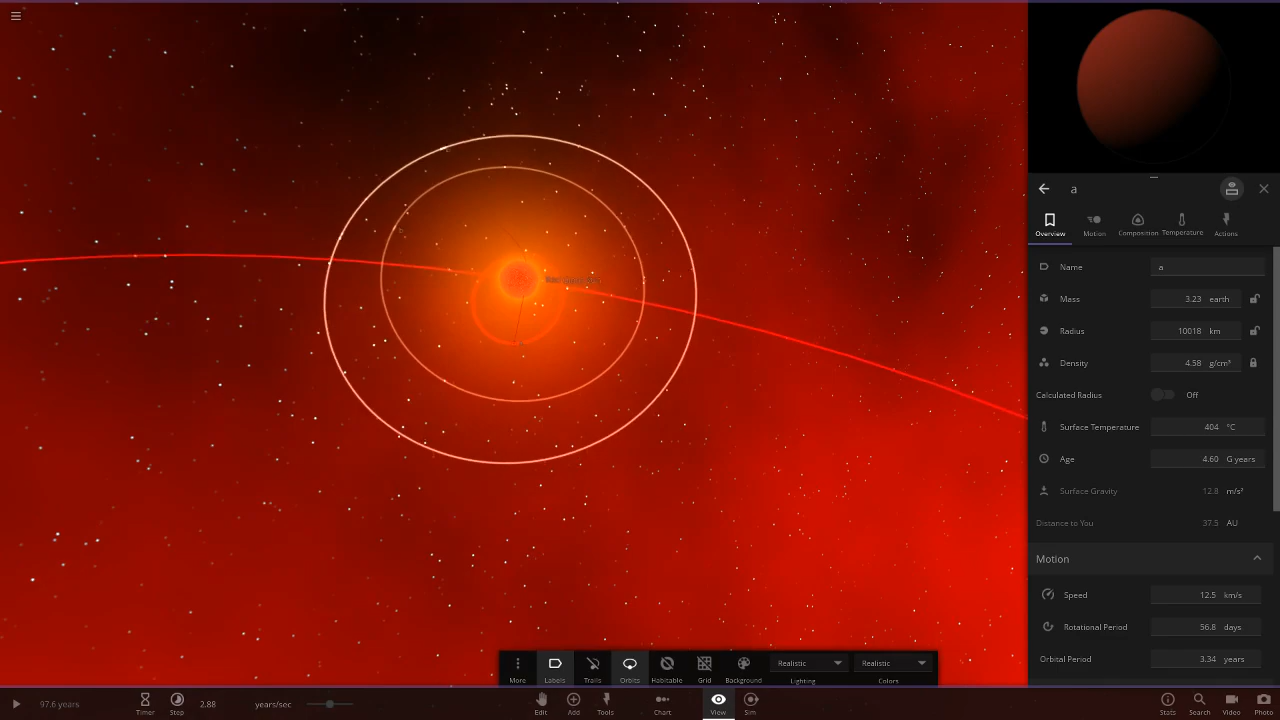 a
Overview Motion Composition Temperature Actions
Name a
Mass 3.23 earth
Radius 10018 km
Density 4.58 g/cm³
Calculated Radius Off
Surface Temperature 404 °C
Age 4.60 G years
Surface Gravity 12.8 m/s²
Distance to You 37.5 AU
Motion
Speed 12.5 km/s
Rotational Period 56.8 days
Orbital Period 3.34 years
Realistic Realistic
More Labels Trails Orbits Habitable Grid Background Lighting Colors
97.6 years Timer Step 2.88 years/sec Edit Add Tools Chart View Sim Stats Search Video Photo